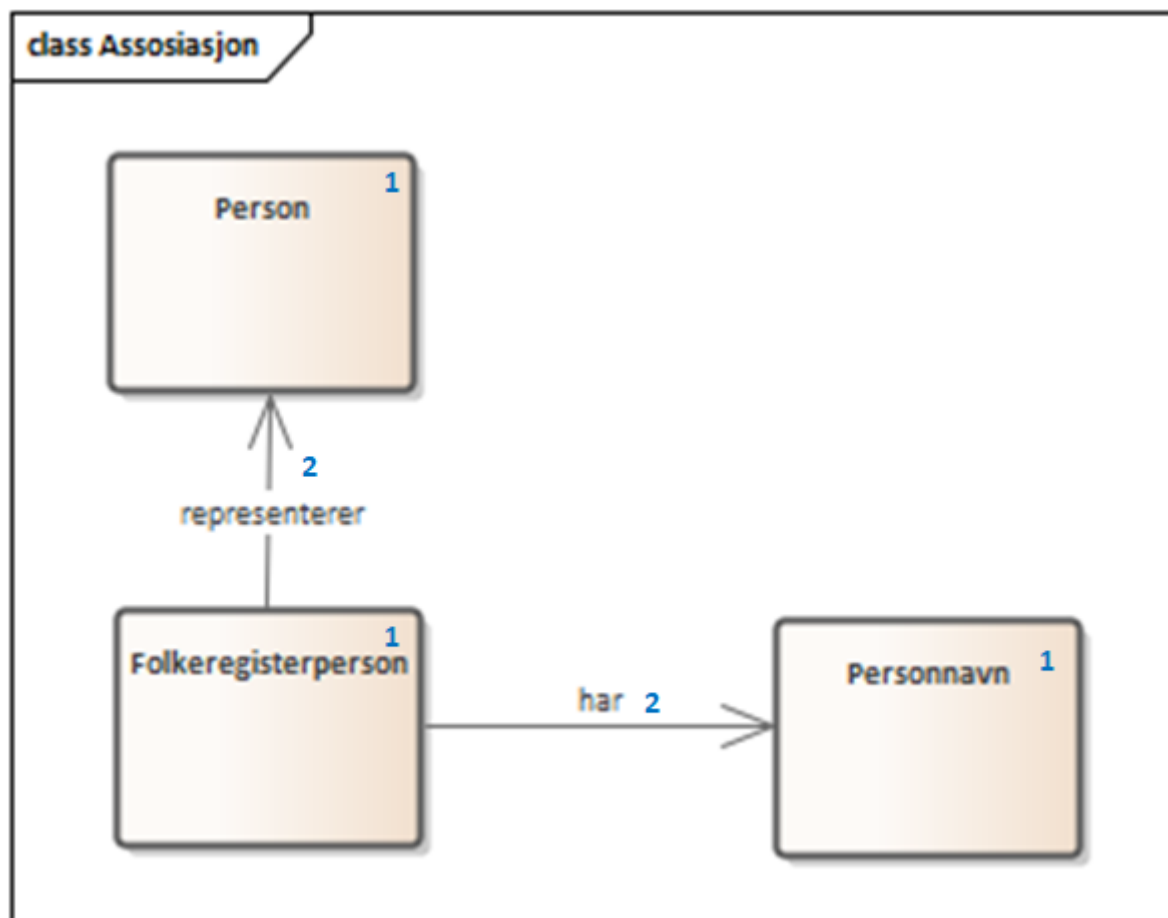 class Assosiasjon
1
Person
2
representerer
1
Folkeregisterperson
har 2
Personnavn 1